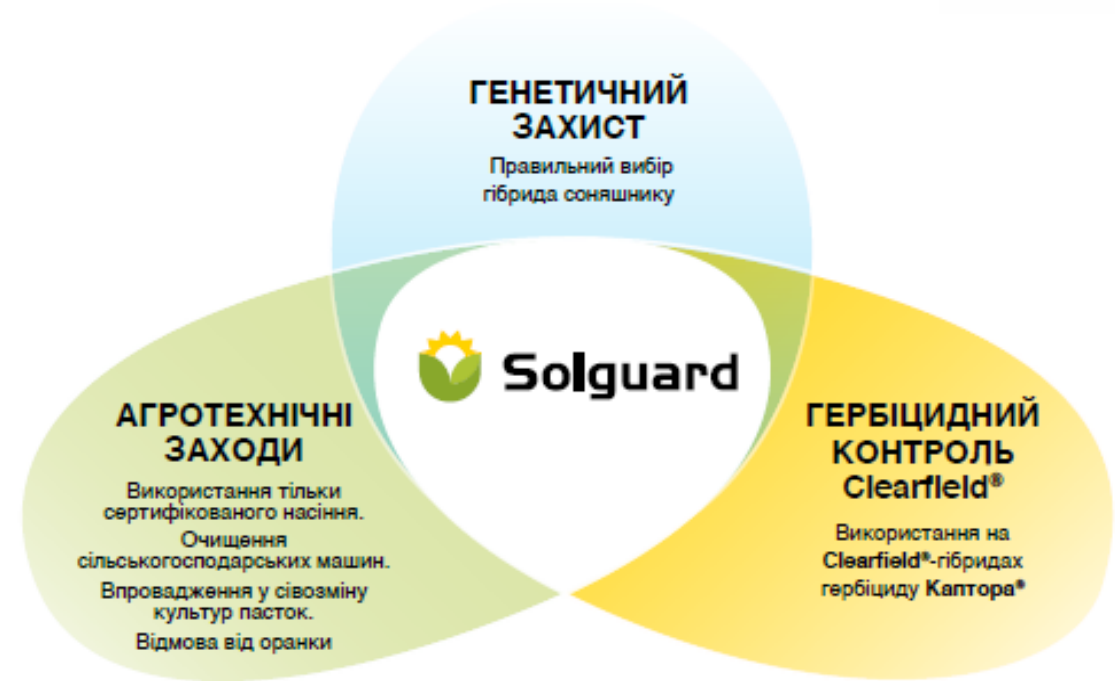 ГЕНЕТИЧНИЙ
ЗАХИСТ
Правильний вибір
гібрида соняшнику
Solguard
АГРОТЕХНІЧНІ
ЗАХОДИ
Використання тільки
сертифікованого насіння.
Очищення
сільськогосподарських машин.
Впровадження у сівозміну
культур пасток.
Відмова від оранки
ГЕРБІЦИДНИЙ
КОНТРОЛЬ
Clearfield®
Використання на
Clearfield®-гібридах
гербіциду Каптора®